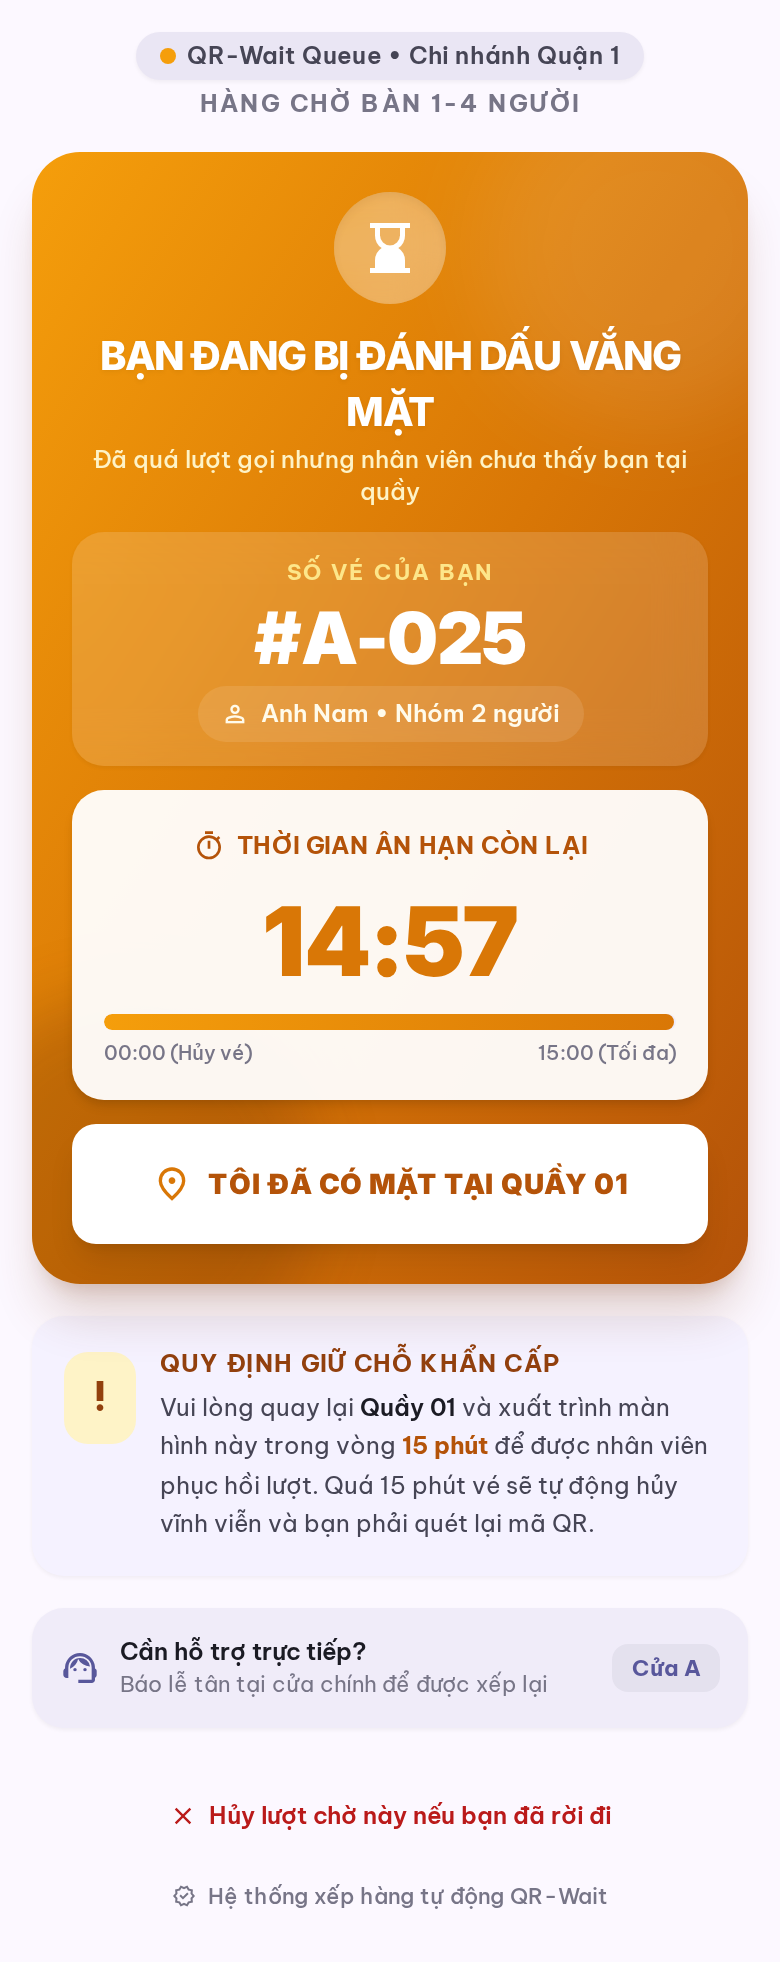 QR-Wait Queue • Chi nhánh Quận 1
HÀNG CHỜ BÀN 1-4 NGƯỜI
BẠN ĐANG BỊ ĐÁNH DẤU VẮNG
MẶT
Đã quá lượt gọi nhưng nhân viên chưa thấy bạn tại
quầy
SỐ VÉ CỦA BẠN
#A-025
Anh Nam • Nhóm 2 người
THỜI GIAN ÂN HẠN CÒN LẠI
14:57
00:00 (Hủy vé)
15:00 (Tối đa)
TÔI ĐÃ CÓ MẶT TẠI QUẦY 01
QUY ĐỊNH GIỮ CHỖ KHẨN CẤP
Vui lòng quay lại Quầy 01 và xuất trình màn
hình này trong vòng 15 phút để được nhân viên
phục hồi lượt. Quá 15 phút vé sẽ tự động hủy
vĩnh viễn và bạn phải quét lại mã QR.
Cần hỗ trợ trực tiếp?
Báo lễ tân tại cửa chính để được xếp lại
Cửa A
Hủy lượt chờ này nếu bạn đã rời đi
Hệ thống xếp hàng tự động QR-Wait